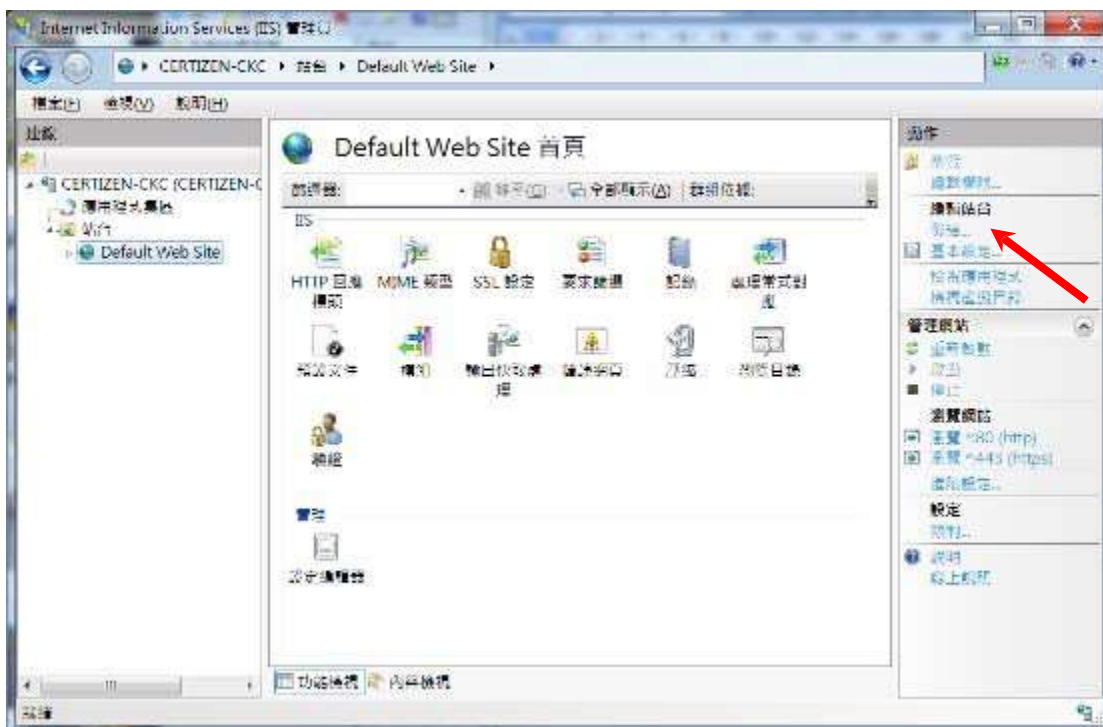 Internet Information Services (IIS) 管理員
CERTIZEN-CKC ▸ 站台 ▸ Default Web Site ▸
檔案(F) 檢視(V) 說明(H)
連線
CERTIZEN-CKC (CERTIZEN-C
應用程式集區
站台
Default Web Site
Default Web Site 首頁
篩選器:
全部顯示(A)
群組依據:
IIS
HTTP 回應標頭
MIME 類型
SSL 設定
要求篩選
記錄
處理常式對應
預設文件
模組
輸出快取處理
錯誤網頁
壓縮
瀏覽目錄
驗證
管理
設定編輯器
功能檢視
內容檢視
就緒
動作
瀏覽
編輯權限...
編輯站台
繫結...
基本設定...
檢視應用程式
檢視虛擬目錄
管理網站
重新啟動
啟動
停止
瀏覽網站
瀏覽 *:80 (http)
瀏覽 *:443 (https)
進階設定...
設定
限制...
說明
線上說明